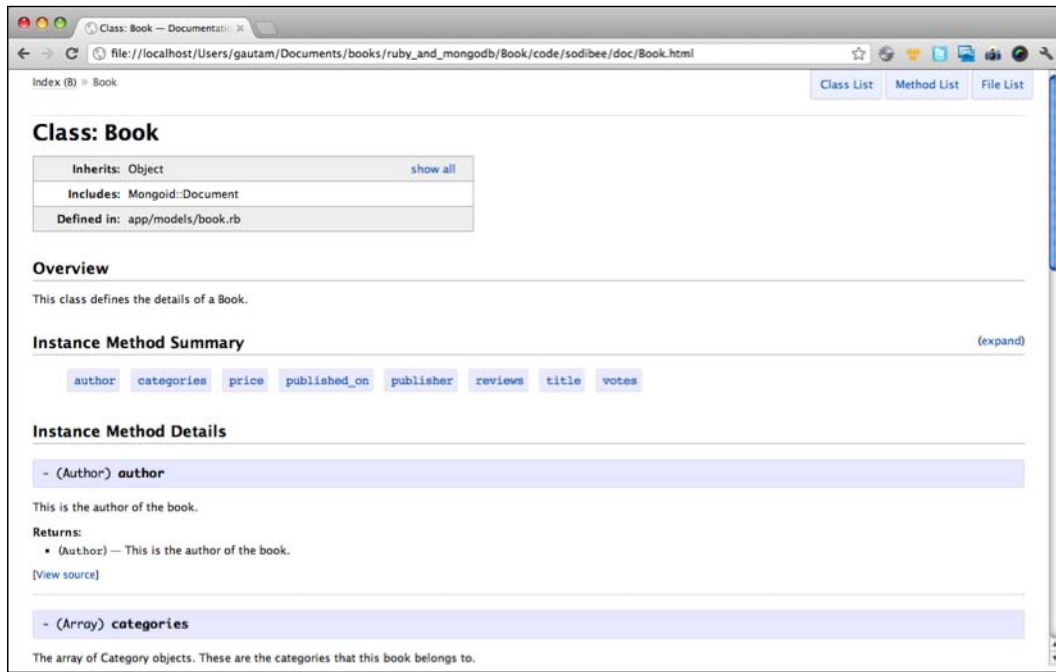 Class: Book — Documentatio
file://localhost/Users/gautam/Documents/books/ruby_and_mongodb/Book/code/sodibee/doc/Book.html
Index (B) » Book
Class List Method List File List
Class: Book
Inherits: Object show all
Includes: Mongoid::Document
Defined in: app/models/book.rb
Overview
This class defines the details of a Book.
Instance Method Summary (expand)
author categories price published_on publisher reviews title votes
Instance Method Details
- (Author) author
This is the author of the book.
Returns:
• (Author) — This is the author of the book.
[View source]
- (Array) categories
The array of Category objects. These are the categories that this book belongs to.